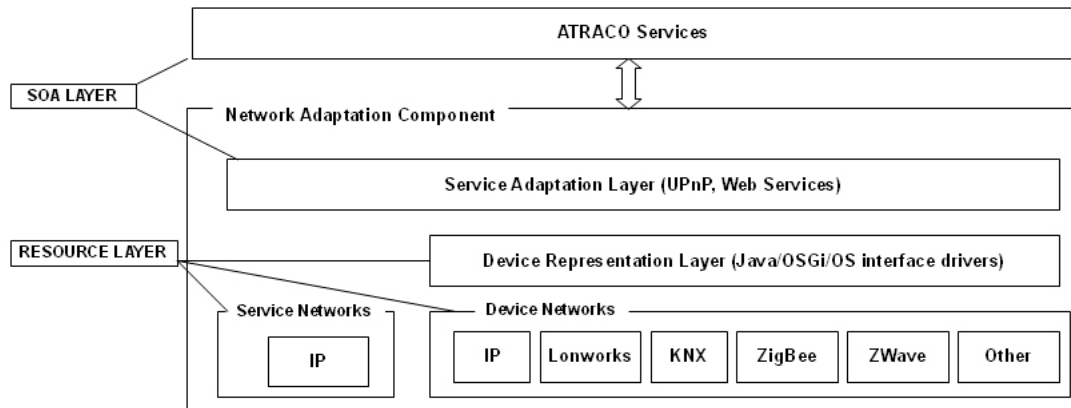 ATRACO Services
SOA LAYER
Network Adaptation Component
Service Adaptation Layer (UPnP, Web Services)
RESOURCE LAYER
Device Representation Layer (Java/OSGi/OS interface drivers)
Service Networks
Device Networks
IP
IP
Lonworks
KNX
ZigBee
ZWave
Other